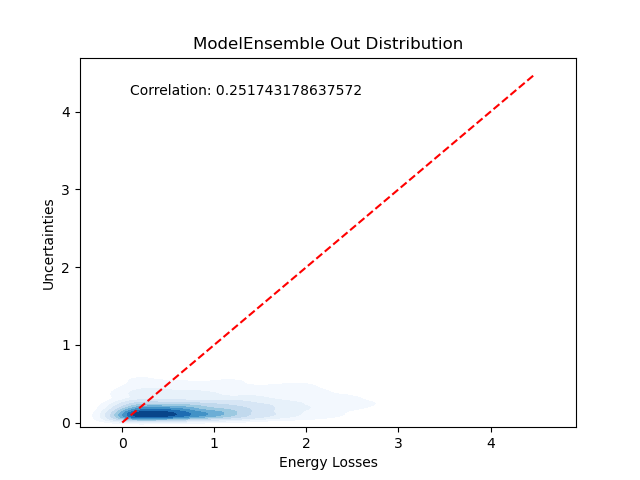 ModelEnsemble Out Distribution
Correlation: 0.251743178637572
Uncertainties
4
3
2
1
0
0 1 2 3 4
Energy Losses